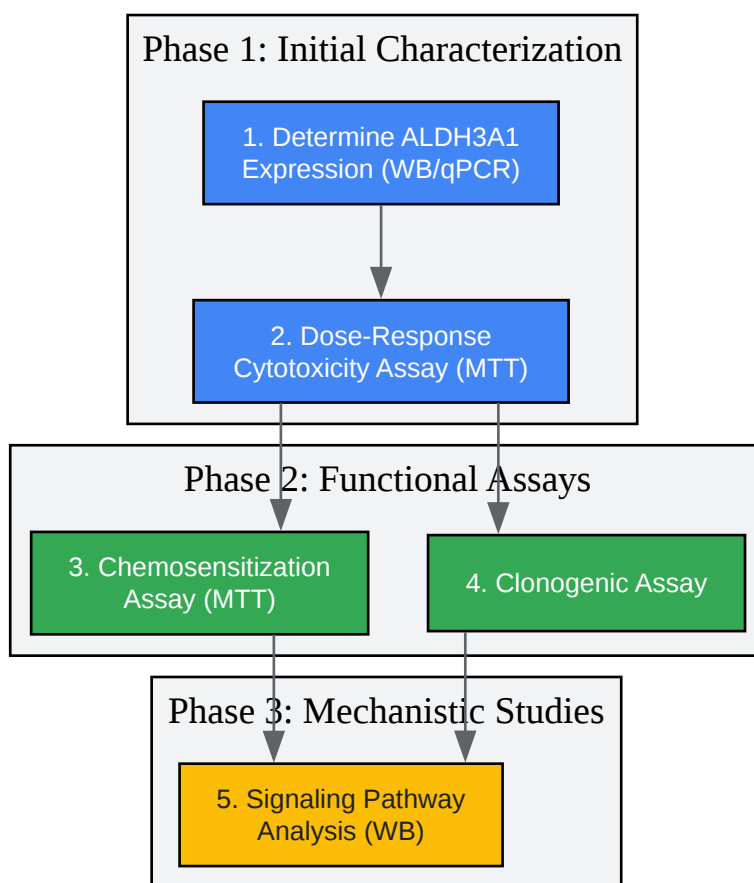 Phase 1: Initial Characterization
1. Determine ALDH3A1
Expression (WB/qPCR)
2. Dose-Response
Cytotoxicity Assay (MTT)
Phase 2: Functional Assays
3. Chemosensitization
Assay (MTT)
4. Clonogenic Assay
Phase 3: Mechanistic Studies
5. Signaling Pathway
Analysis (WB)